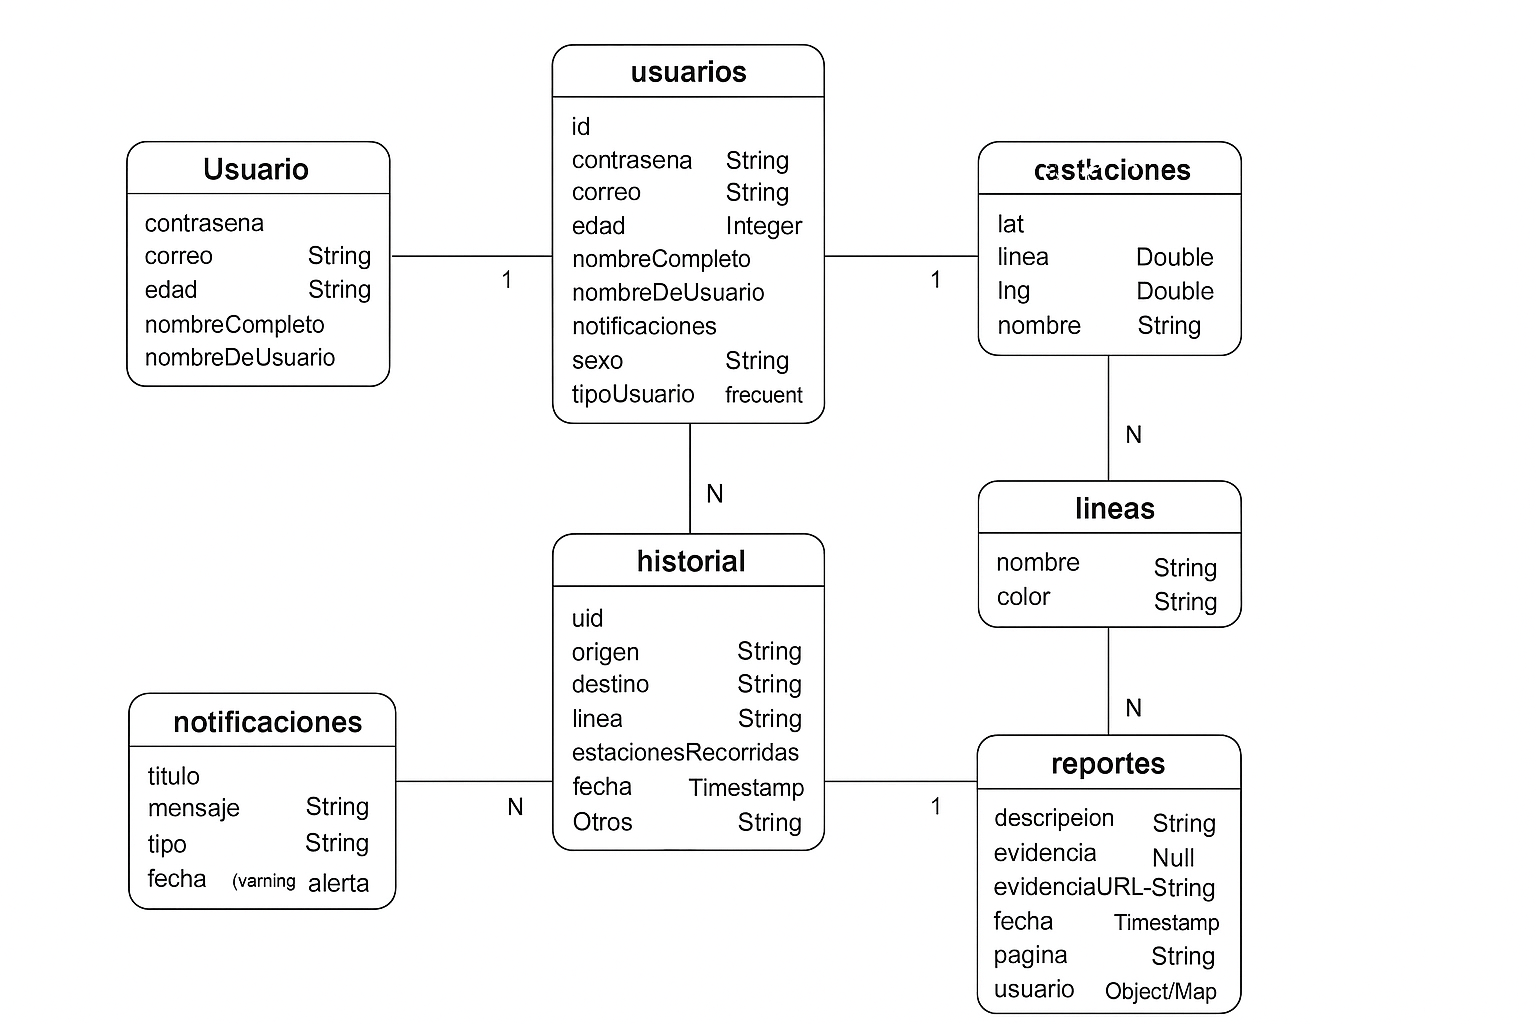 usuarios
id
contrasena String
correo String
edad Integer
nombreCompleto
nombreDeUsuario
notificaciones
sexo String
tipoUsuario frecuent
Usuario
contrasena
correo String
edad String
nombreCompleto
nombreDeUsuario
1
1
lat
linea Double
lng Double
nombre String
N
N
lineas
nombre String
color String
N
historial
uid
origen String
destino String
linea String
estacionesRecorridas
fecha Timestamp
Otros String
notificaciones
titulo
mensaje String
tipo String
fecha (varning alerta
N
1
reportes
descripeion String
evidencia Null
evidenciaURL-String
fecha Timestamp
pagina String
usuario Object/Map